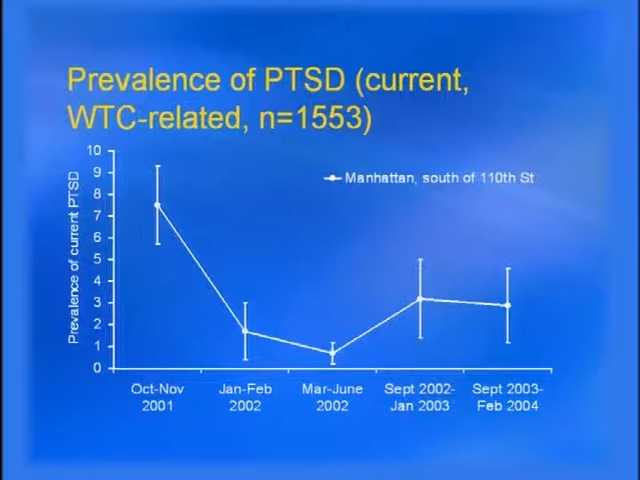 Prevalence of PTSD (current,
WTC-related, n=1553)
Prevalence of current PTSD
10
9
8
7
6
5
4
3
2
1
0
Manhattan, south of 110th St
Oct-Nov
2001
Jan-Feb
2002
Mar-June
2002
Sept 2002-
Jan 2003
Sept 2003-
Feb 2004